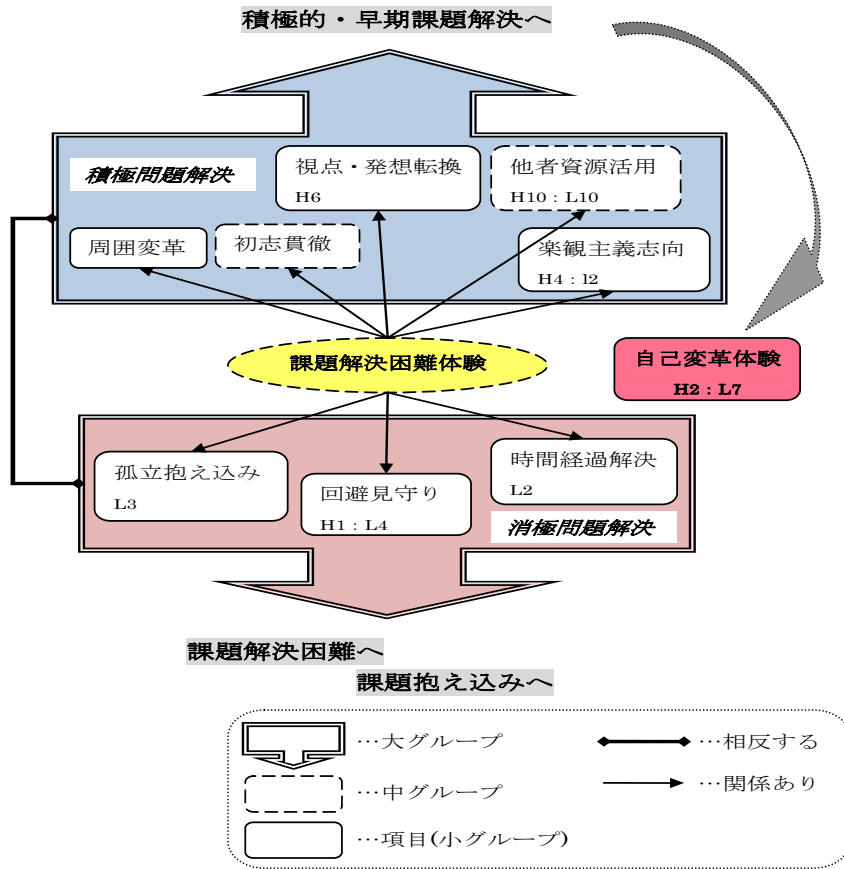 積極的・早期課題解決へ
積極問題解決
視点・発想転換
H6
他者資源活用
H10：L10
周囲変革
初志貫徹
楽観主義志向
H4：l2
課題解決困難体験
自己変革体験
H2：L7
孤立抱え込み
L3
回避見守り
H1：L4
時間経過解決
L2
消極問題解決
課題解決困難へ
課題抱え込みへ
…大グループ
…相反する
…中グループ
…関係あり
…項目(小グループ)